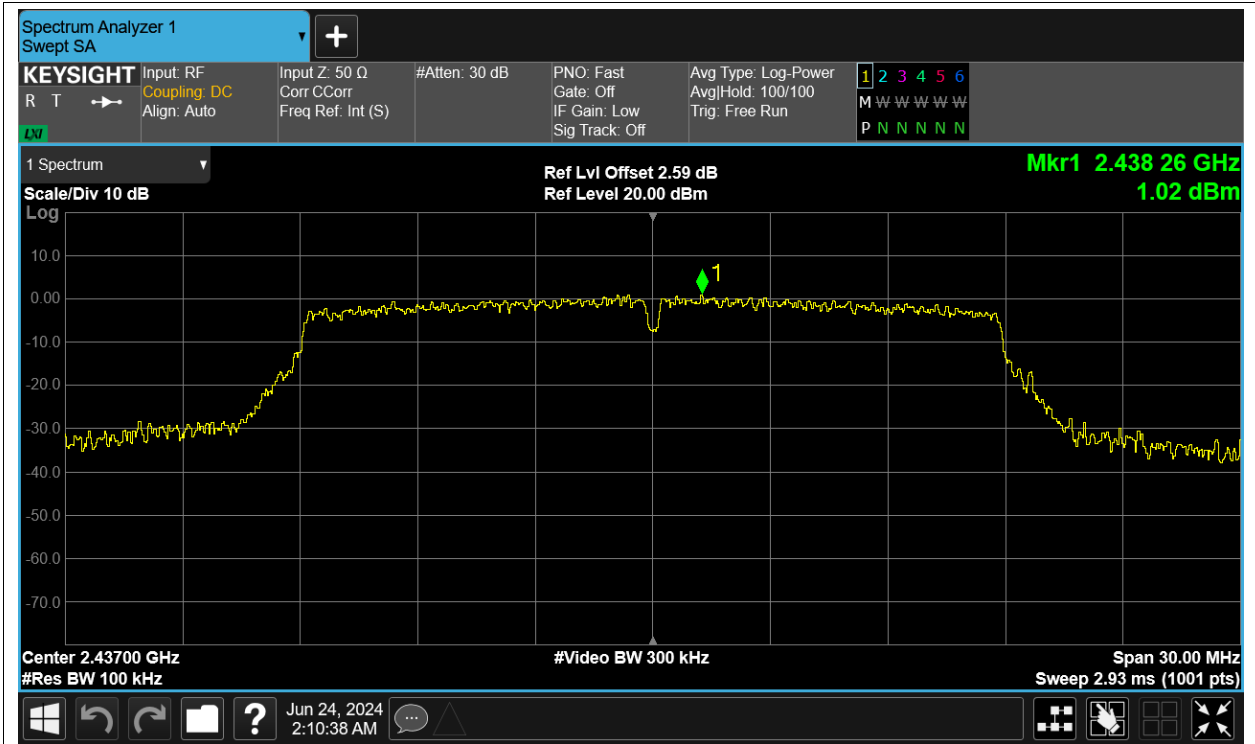 Spectrum Analyzer 1
Swept SA
KEYSIGHT
R T
LXI
Input: RF
Coupling: DC
Align: Auto
Input Z: 50 Ω
Corr CCorr
Freq Ref: Int (S)
#Atten: 30 dB
PNO: Fast
Gate: Off
IF Gain: Low
Sig Track: Off
Avg Type: Log-Power
Avg|Hold: 100/100
Trig: Free Run
1 2 3 4 5 6
M W W W W W
P N N N N N
1 Spectrum
Scale/Div 10 dB
Ref Lvl Offset 2.59 dB
Ref Level 20.00 dBm
Mkr1 2.438 26 GHz
1.02 dBm
Log
10.0
0.00
-10.0
-20.0
-30.0
-40.0
-50.0
-60.0
-70.0
1
Center 2.43700 GHz
#Res BW 100 kHz
#Video BW 300 kHz
Span 30.00 MHz
Sweep 2.93 ms (1001 pts)
?
Jun 24, 2024
2:10:38 AM